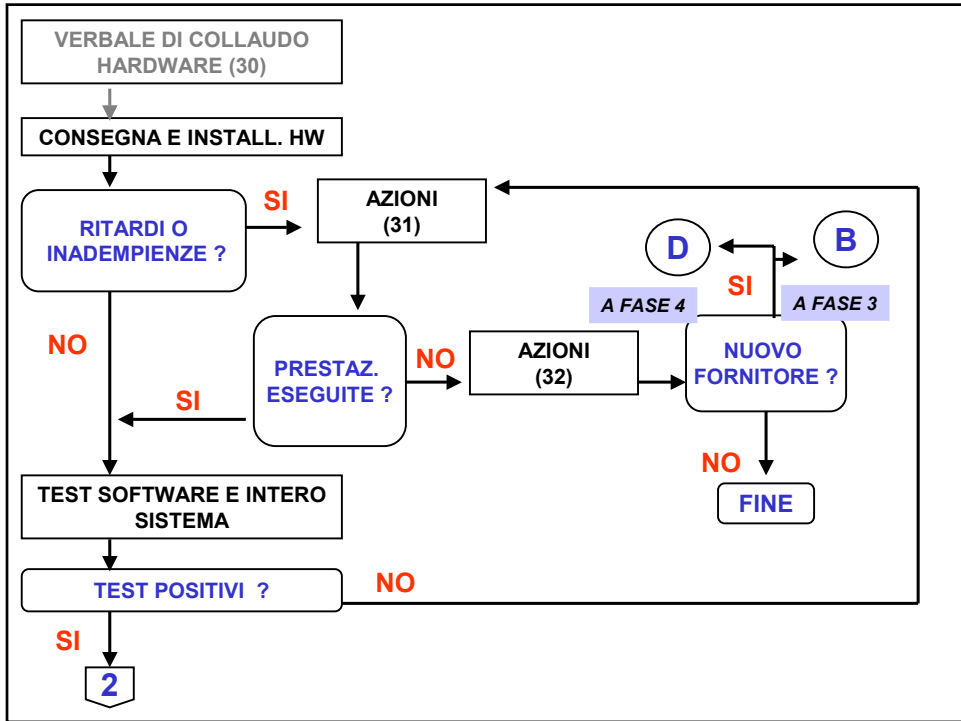 VERBALE DI COLLAUDO
HARDWARE (30)
CONSEGNA E INSTALL. HW
RITARDI O
INADEMPIENZE ?
SI
AZIONI
(31)
D
B
SI
A FASE 4
A FASE 3
NO
PRESTAZ.
ESEGUITE ?
NO
AZIONI
(32)
NUOVO
FORNITORE ?
SI
NO
FINE
TEST SOFTWARE E INTERO
SISTEMA
TEST POSITIVI ?
NO
SI
2